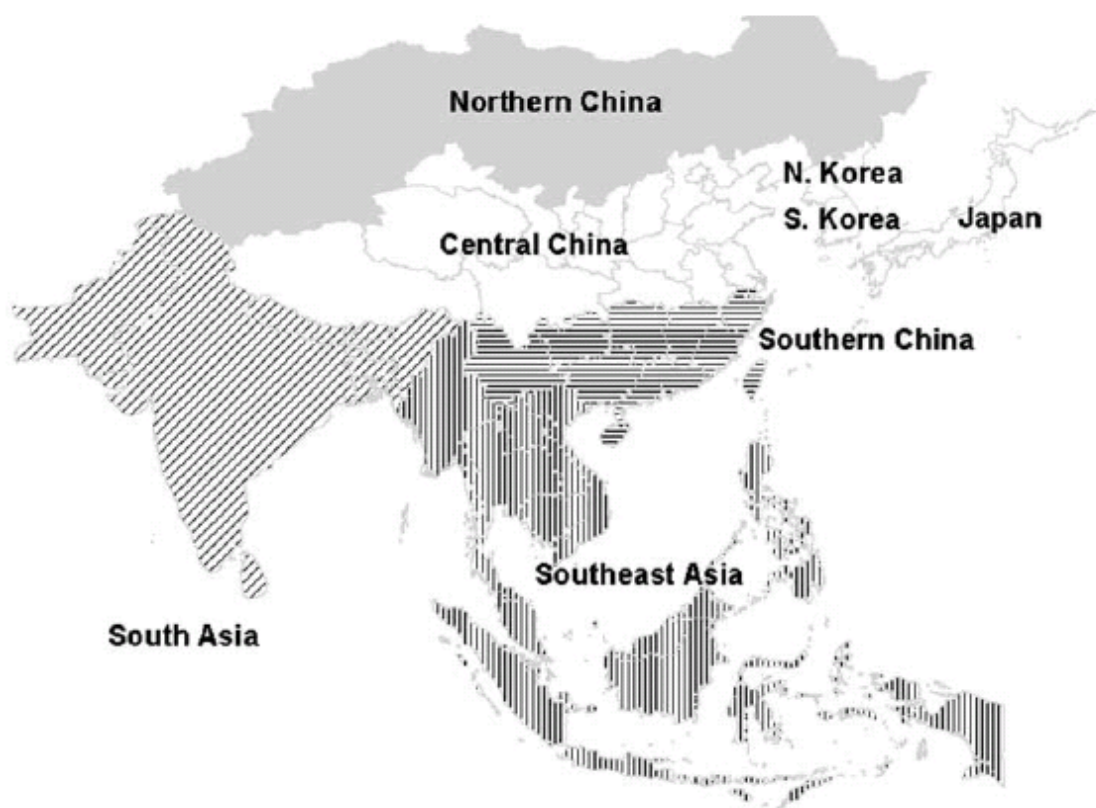 Northern China
N. Korea
S. Korea
Japan
Central China
Southern China
Southeast Asia
South Asia